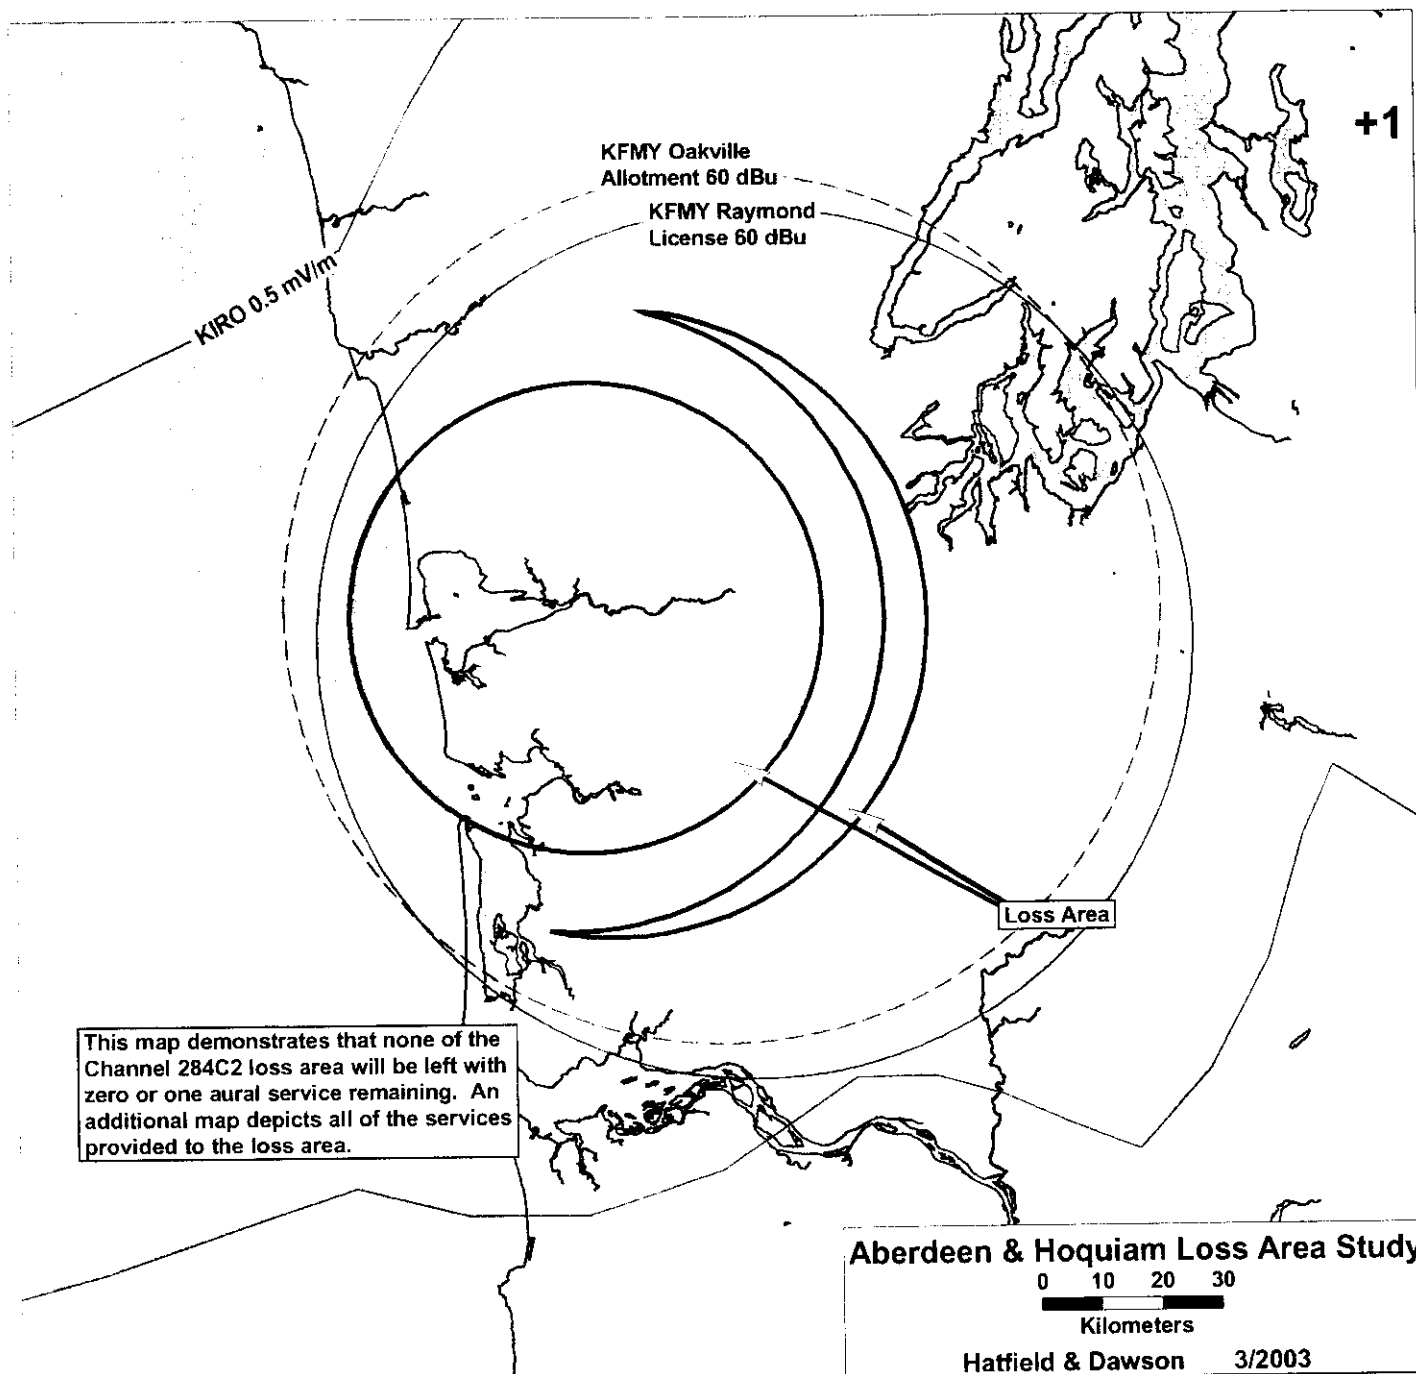 +1
KFMY Oakville
Allotment 60 dBu
KFMY Raymond
License 60 dBu
KIRO 0.5 mV/m
Loss Area
This map demonstrates that none of the
Channel 284C2 loss area will be left with
zero or one aural service remaining. An
additional map depicts all of the services
provided to the loss area.
Aberdeen & Hoquiam Loss Area Study
0 10 20 30
Kilometers
Hatfield & Dawson 3/2003